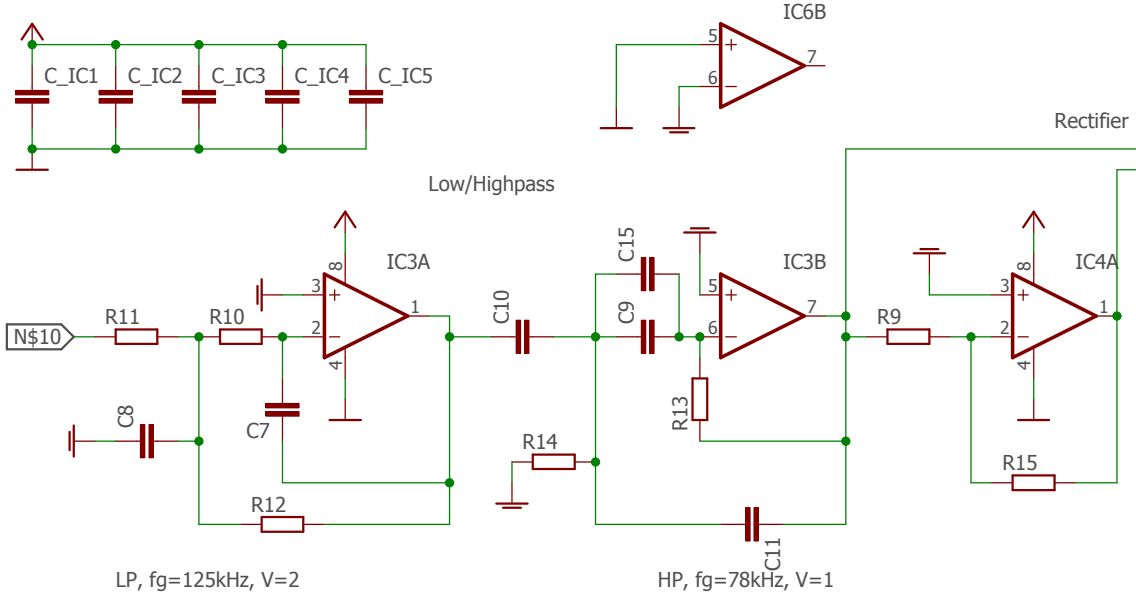 IC6B
5
6
7
C_IC1
C_IC2
C_IC3
C_IC4
C_IC5
Rectifier
Low/Highpass
IC3A
8
3
2
1
4
C10
C15
C9
IC3B
5
6
7
IC4A
8
3
2
1
4
N$10
R11
R10
R9
C8
C7
R13
R14
R15
R12
C11
LP, fg=125kHz, V=2
HP, fg=78kHz, V=1